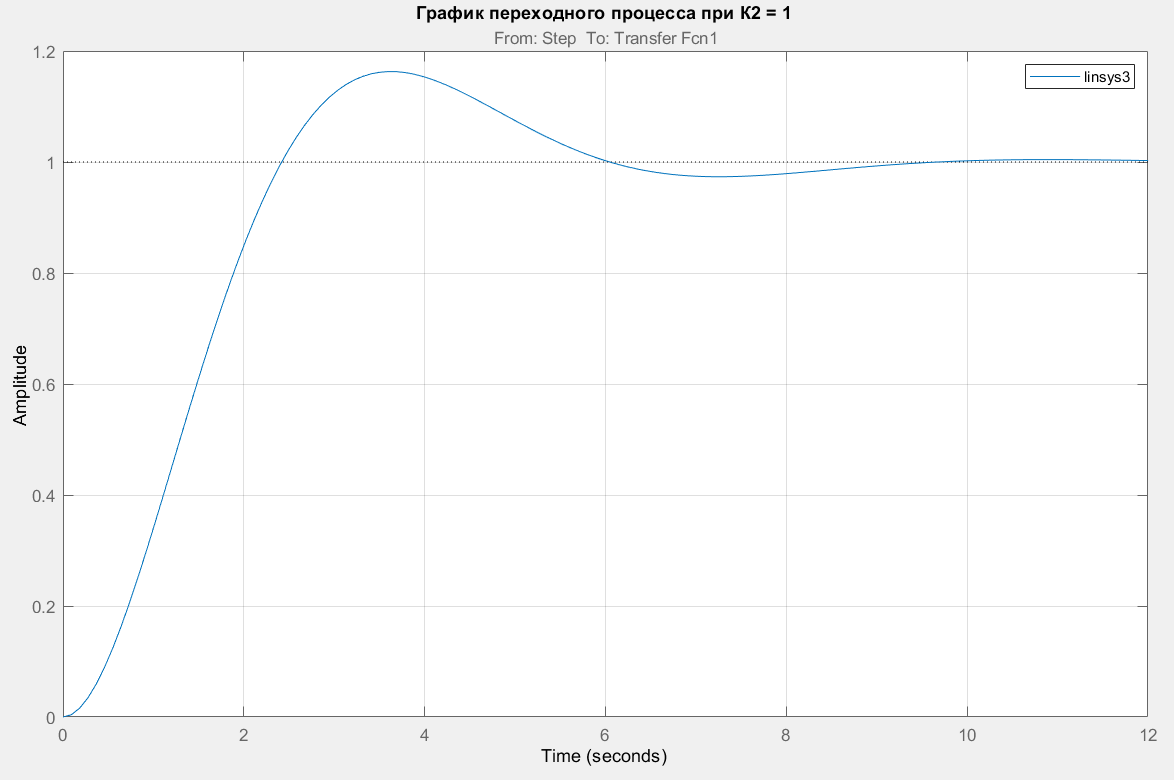 График переходного процесса при К2 = 1
From: Step  To: Transfer Fcn1
linsys3
1.2
1
0.8
0.6
0.4
0.2
0
Amplitude
0 2 4 6 8 10 12
Time (seconds)